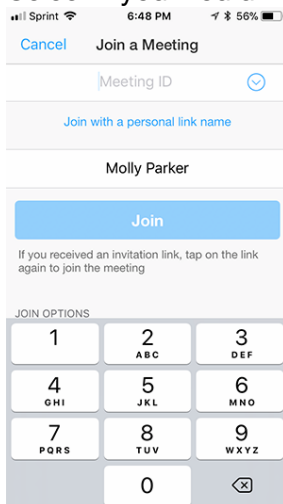 Sprint 6:48 PM 56%
Cancel Join a Meeting
Meeting ID
Join with a personal link name
Molly Parker
Join
If you received an invitation link, tap on the link
again to join the meeting
JOIN OPTIONS
1 2 3
ABC DEF
4 5 6
GHI JKL MNO
7 8 9
PQRS TUV WXYZ
0